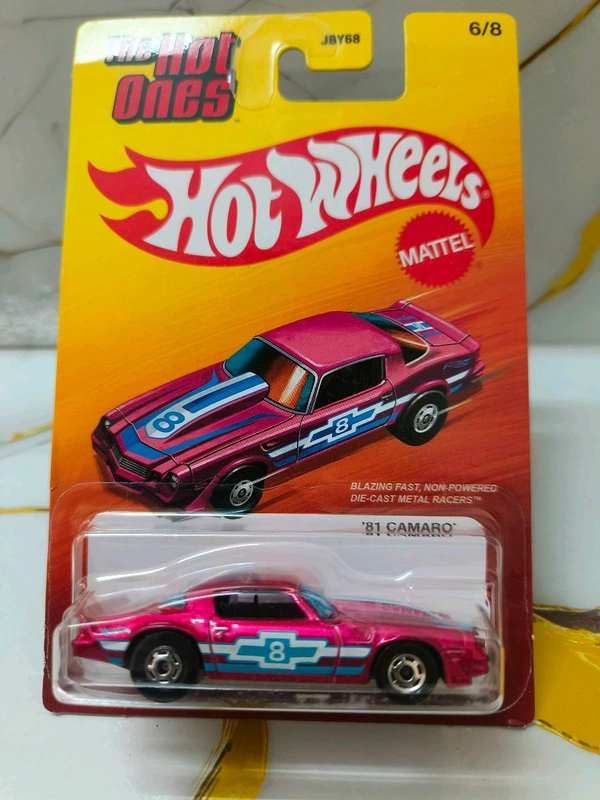 The Hot
Ones™
JBY68
6/8
Hot Wheels®
MATTEL
8
8
BLAZING FAST, NON-POWERED
DIE-CAST METAL RACERS™
'81 CAMARO®
8